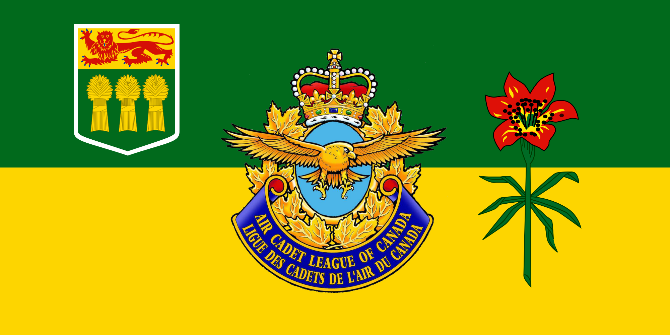 AIR CADET LEAGUE OF CANADA
LIGUE DES CADETS DE L'AIR DU CANADA